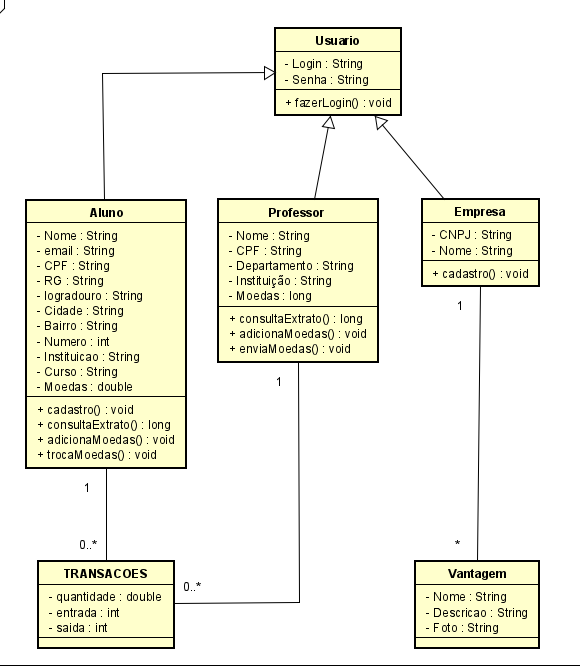 Usuario
- Login : String
- Senha : String
+ fazerLogin() : void
Aluno
- Nome : String
- email : String
- CPF : String
- RG : String
- logradouro : String
- Cidade : String
- Bairro : String
- Numero : int
- Instituicao : String
- Curso : String
- Moedas : double
+ cadastro() : void
+ consultaExtrato() : long
+ adicionaMoedas() : void
+ trocaMoedas() : void
Professor
- Nome : String
- CPF : String
- Departamento : String
- Instituição : String
- Moedas : long
+ consultaExtrato() : long
+ adicionaMoedas() : void
+ enviaMoedas() : void
Empresa
- CNPJ : String
- Nome : String
+ cadastro() : void
1
1
1
0..*
*
0..*
TRANSACOES
- quantidade : double
- entrada : int
- saida : int
Vantagem
- Nome : String
- Descricao : String
- Foto : String